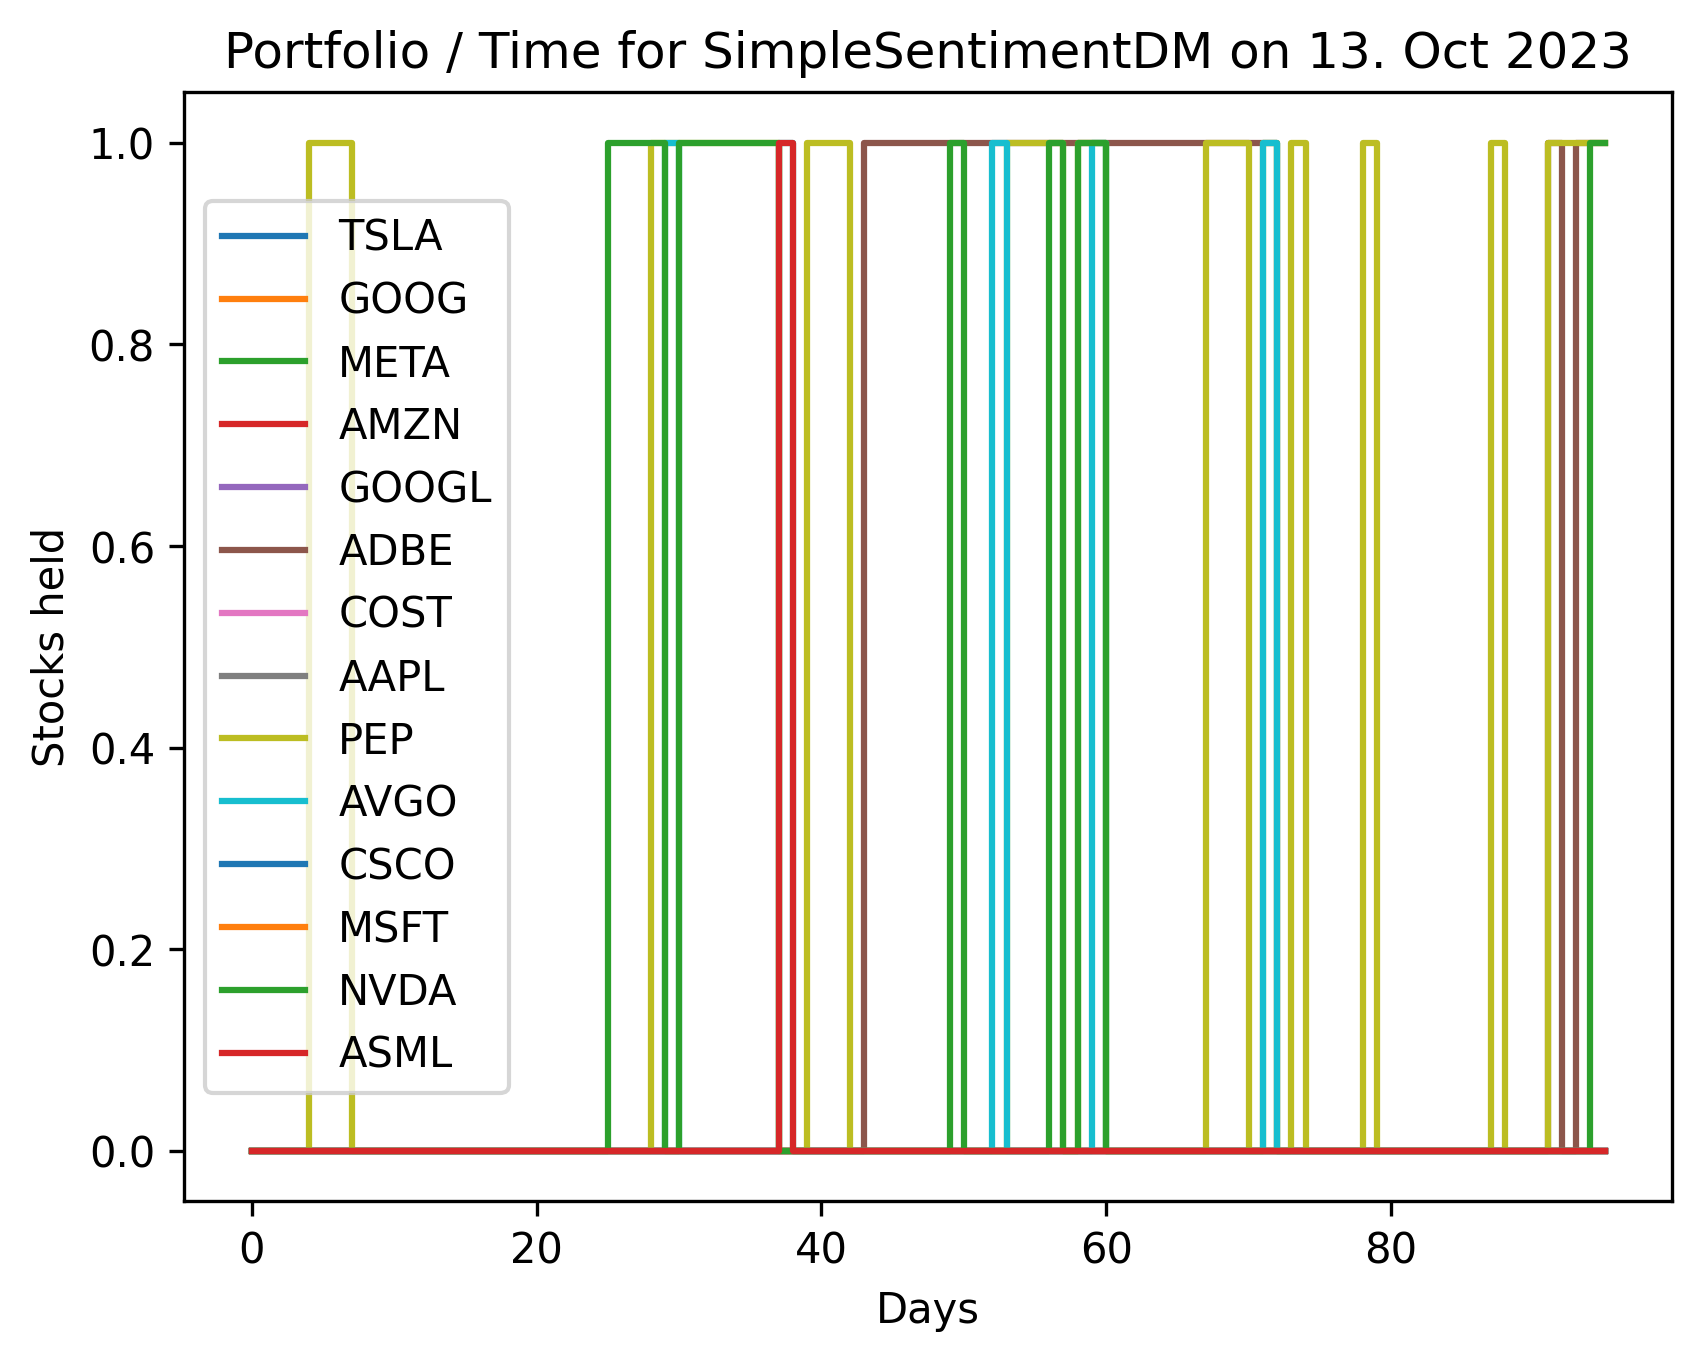 Portfolio / Time for SimpleSentimentDM on 13. Oct 2023
1.0
0.8
0.6
0.4
0.2
0.0
Stocks held
TSLA
GOOG
META
AMZN
GOOGL
ADBE
COST
AAPL
PEP
AVGO
CSCO
MSFT
NVDA
ASML
0 20 40 60 80
Days